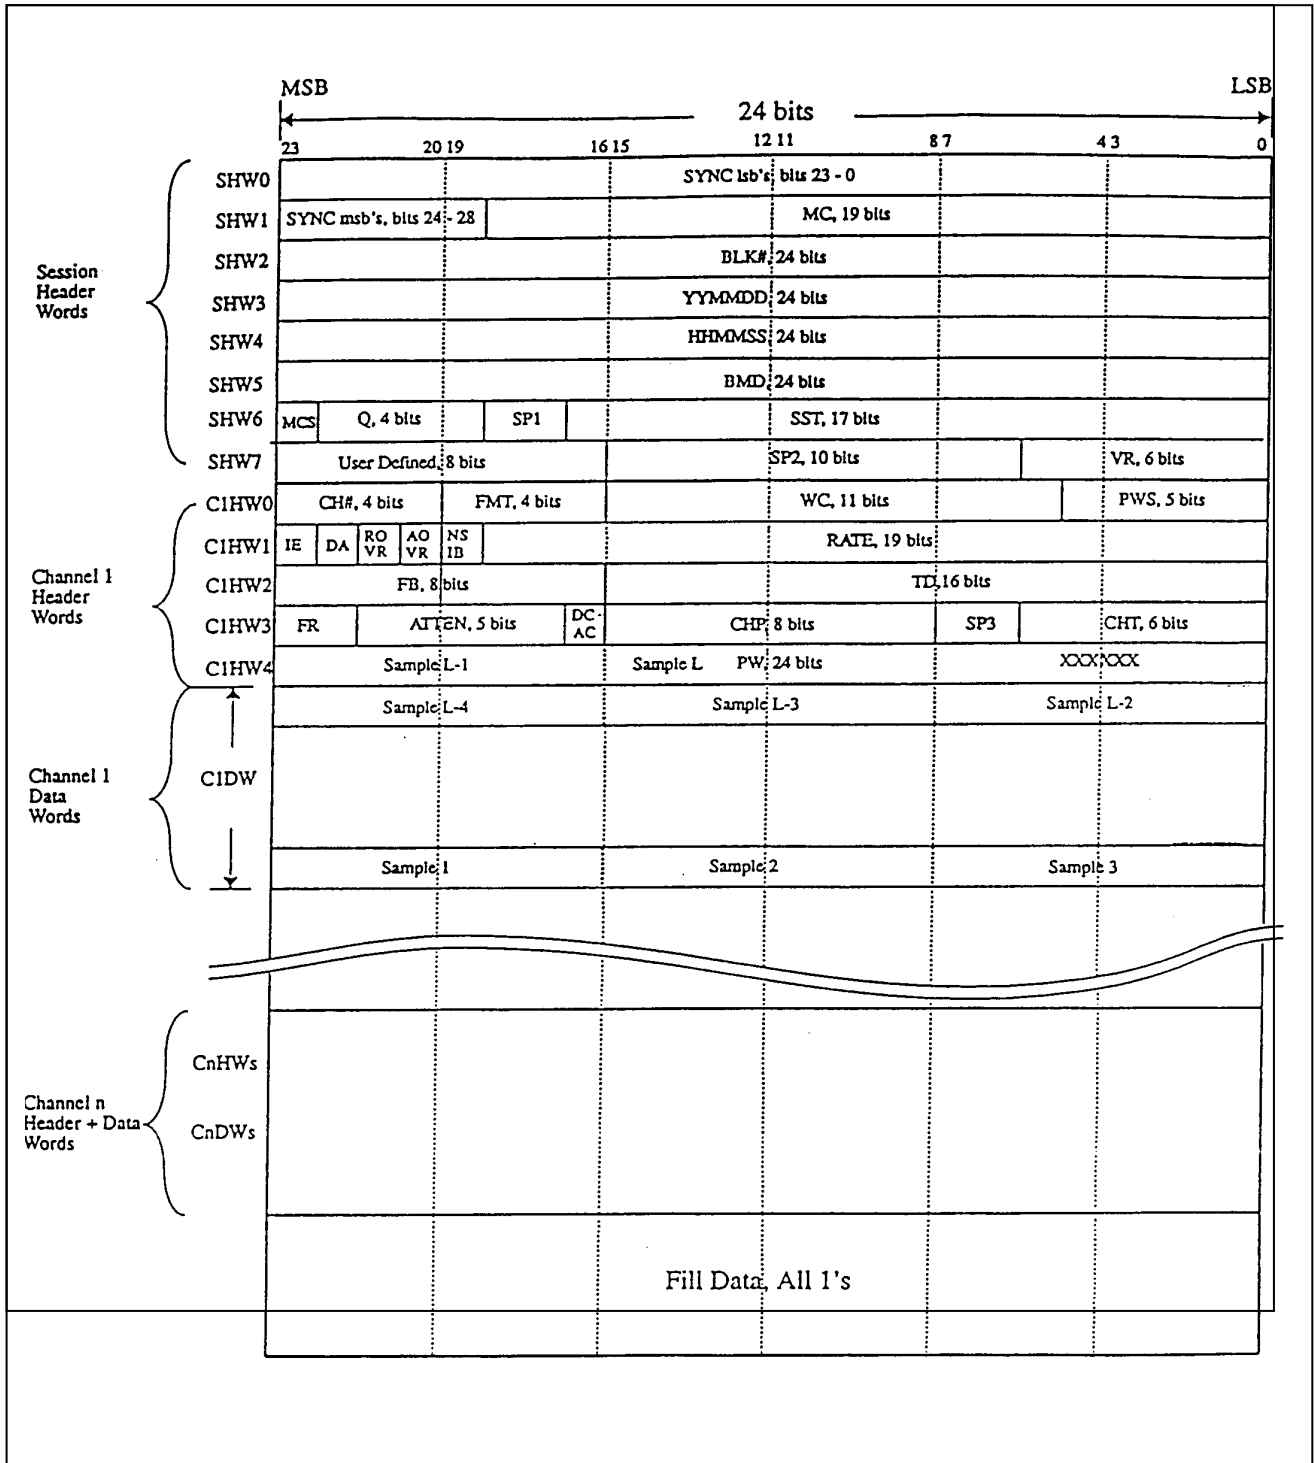 MSB LSB
24 bits
23 20 19 16 15 12 11 8 7 4 3 0
SHW0 SYNC lsb's, bits 23 - 0
SHW1 SYNC msb's, bits 24 - 28 MC, 19 bits
SHW2 BLK#, 24 bits
Session
Header
Words
SHW3 YYMMDD, 24 bits
SHW4 HHMMSS, 24 bits
SHW5 BMD, 24 bits
SHW6 MCS Q, 4 bits SP1 SST, 17 bits
SHW7 User Defined, 8 bits SP2, 10 bits VR, 6 bits
C1HW0 CH#, 4 bits FMT, 4 bits WC, 11 bits PWS, 5 bits
C1HW1 IE DA RO VR AO VR NS IB RATE, 19 bits
Channel 1
Header
Words
C1HW2 FB, 8 bits TD, 16 bits
C1HW3 FR ATTEN, 5 bits DC- AC CHP, 8 bits SP3 CHT, 6 bits
C1HW4 Sample L-1 Sample L PW, 24 bits XXXXXXX
Sample L-4 Sample L-3 Sample L-2
Channel 1
Data
Words
C1DW
Sample 1 Sample 2 Sample 3
CnHWs
Channel n
Header + Data
Words
CnDWs
Fill Data, All 1's